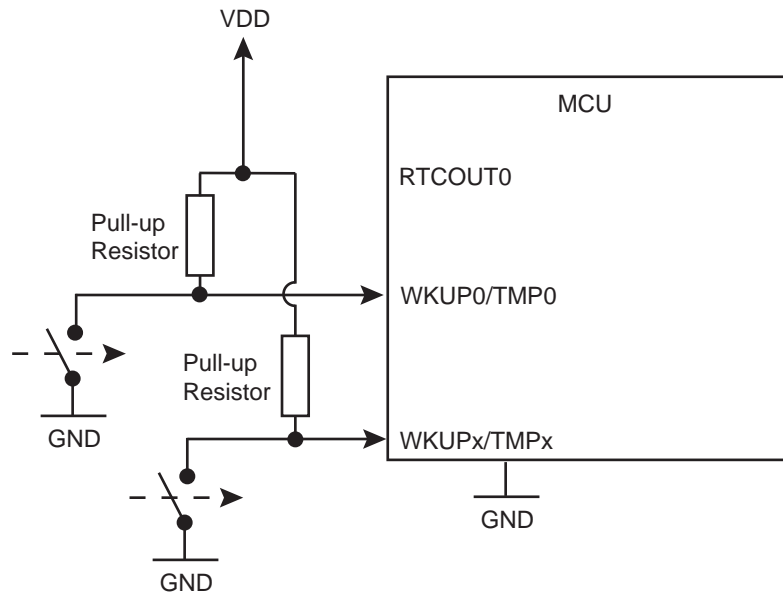 VDD
MCU
RTCOUT0
Pull-up
Resistor
WKUP0/TMP0
Pull-up
Resistor
GND
WKUPx/TMPx
GND
GND